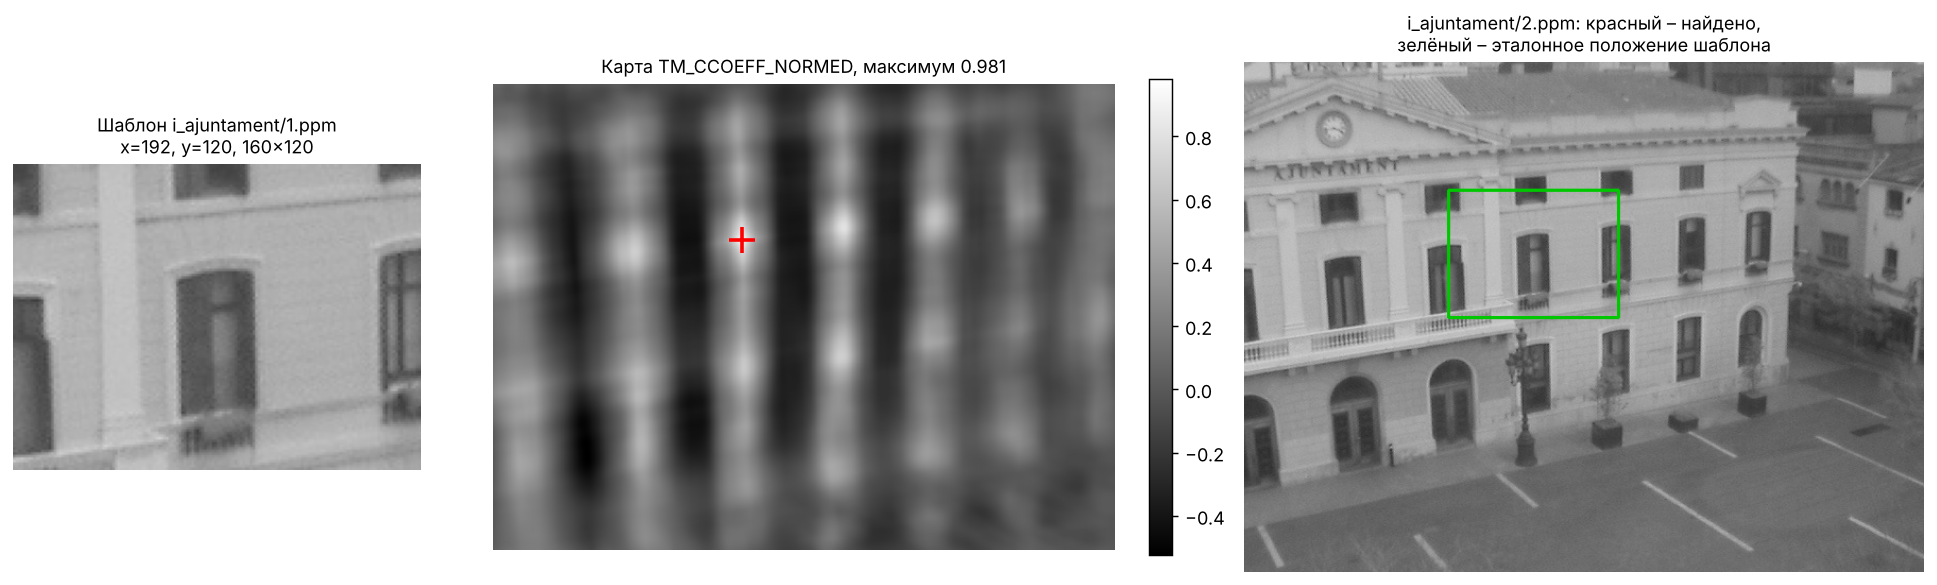 Шаблон i_ajuntament/1.ppm
x=192, y=120, 160×120
Карта TM_CCOEFF_NORMED, максимум 0.981
0.8
0.6
0.4
0.2
0.0
−0.2
−0.4
i_ajuntament/2.ppm: красный – найдено,
зелёный – эталонное положение шаблона
AJUNTAMENT